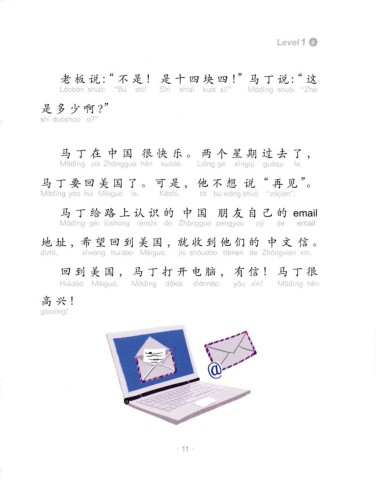 Level 1 4
老板说：“不是！是十四块四！”马丁说：“这
Lǎobǎn shuō: “Bú shì! Shì shísì kuài sì!” Mǎdīng shuō: “Zhè
是多少啊？”
shì duōshao a?”
马丁在中国 很快乐。两个星期过去了，
Mǎdīng zài Zhōngguó hěn kuàilè. Liǎng gè xīngqī guòqu le,
马丁要回美国了。可是，他不想 说“再见”。
Mǎdīng yào huí Měiguó le. Kěshì, tā bù xiǎng shuō “zàijiàn”.
马丁给路上认识的 中国 朋友自己的 email
Mǎdīng gěi lùshang rènshi de Zhōngguó péngyou zìjǐ de email
地址，希望回到美国，就收到他们的 中文信。
dìzhǐ, xīwàng huídào Měiguó, jiù shōudào tāmen de Zhōngwén xìn.
回到美国，马丁打开电脑，有信！马丁很
Huídào Měiguó, Mǎdīng dǎkāi diànnǎo, yǒu xìn! Mǎdīng hěn
高兴！
gāoxìng!
@
· 11 ·